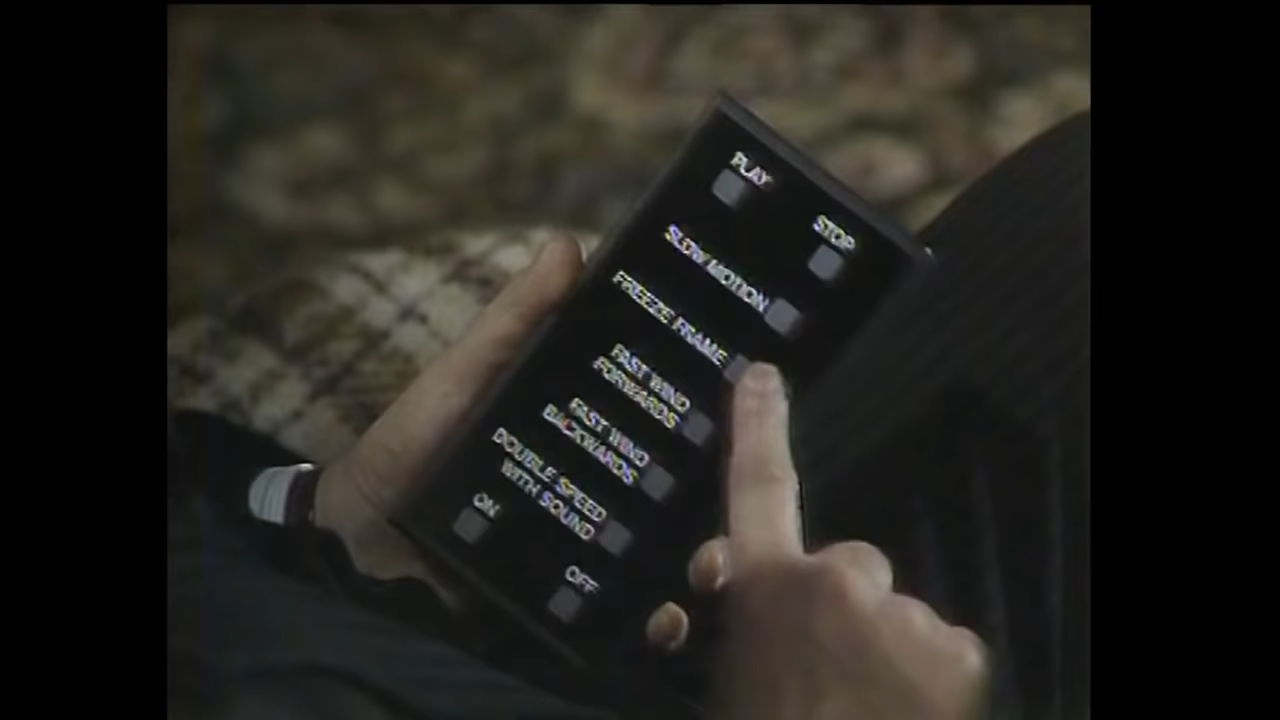 PLAY
STOP
SLOW MOTION
FREEZE FRAME
FAST WIND
FORWARDS
FAST WIND
BACKWARDS
DOUBLE SPEED
WITH SOUND
ON
OFF